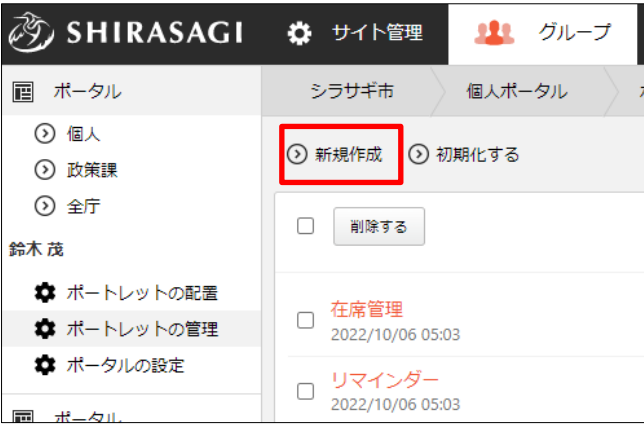 SHIRASAGI サイト管理 グループ
ポータル
個人
政策課
全庁
鈴木 茂
ポートレットの配置
ポートレットの管理
ポータルの設定
ポータル
シラサギ市 個人ポータル
新規作成 初期化する
削除する
在席管理
2022/10/06 05:03
リマインダー
2022/10/06 05:03